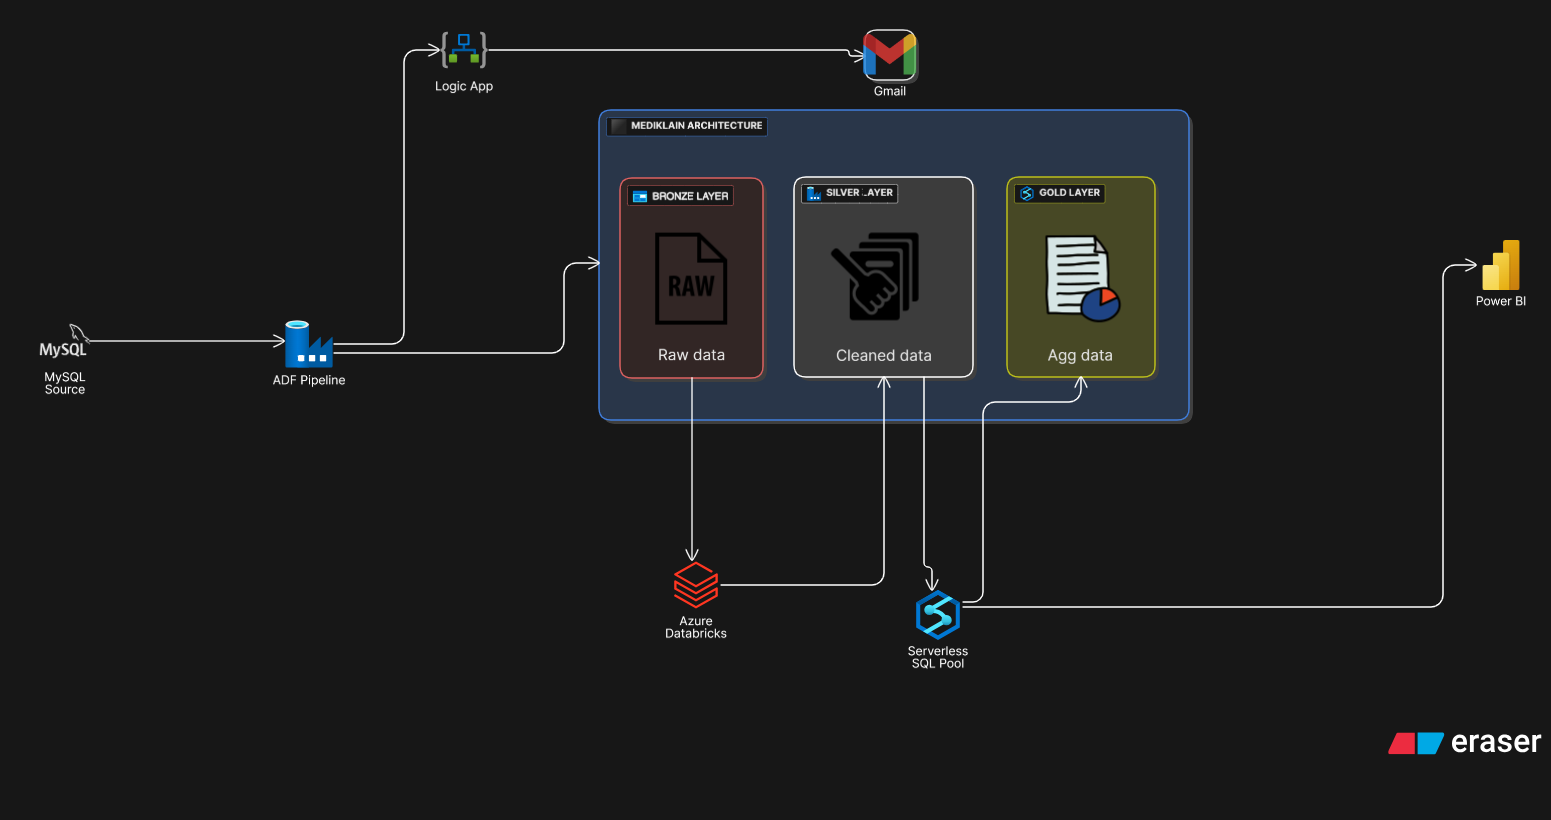 Logic App
Gmail
MEDIKLAIN ARCHITECTURE
BRONZE LAYER
SILVER LAYER
GOLD LAYER
RAW
Raw data
Cleaned data
Agg data
MySQL
MySQL
Source
ADF Pipeline
Power BI
Azure
Databricks
Serverless
SQL Pool
eraser